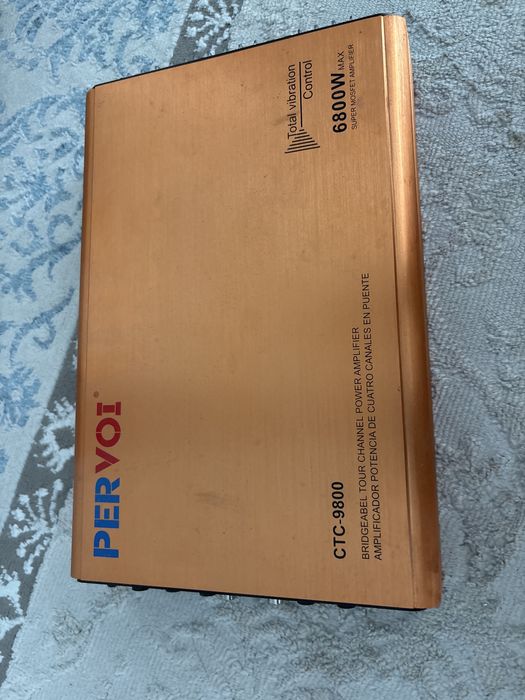 PERVOI®
Total vibration
Control
6800W MAX
SUPER MOSFET AMPLIFIER
CTC-9800
BRIDGEABEL TOUR CHANNEL POWER AMPLIFIER
AMPLIFICADOR POTENCIA DE CUATRO CANALES EN PUENTE